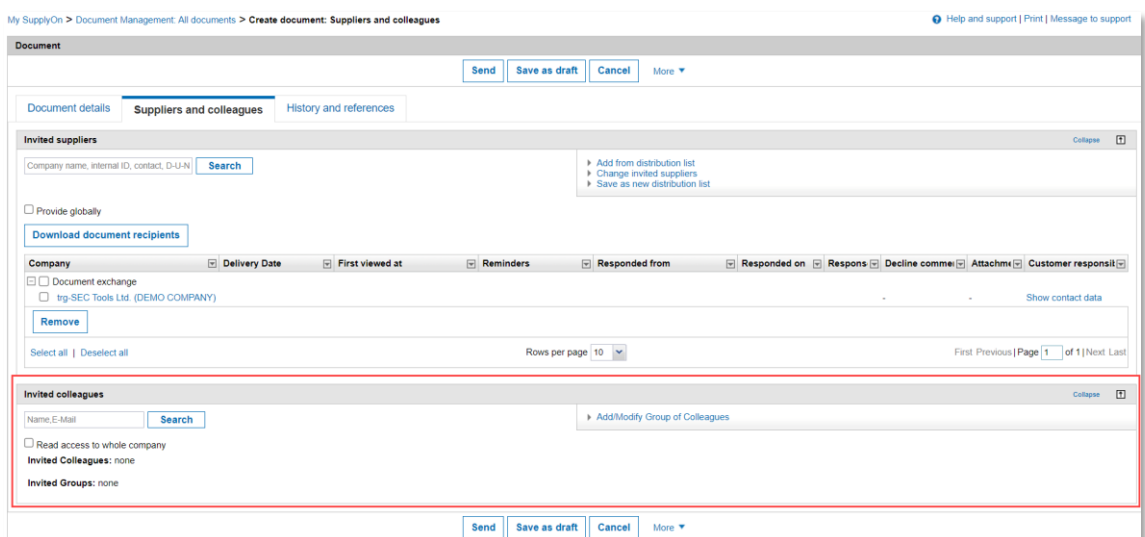 My SupplyOn > Document Management: All documents > Create document: Suppliers and colleagues
Help and support | Print | Message to support
Document
Send Save as draft Cancel More
Document details Suppliers and colleagues History and references
Invited suppliers Collapse
Company name, internal ID, contact, D-U-N Search
Add from distribution list
Change invited suppliers
Save as new distribution list
Provide globally
Download document recipients
Company Delivery Date First viewed at Reminders Responded from Responded on Respons Decline comme Attachme Customer responsit
Document exchange
trg-SEC Tools Ltd. (DEMO COMPANY) - - Show contact data
Remove
Select all | Deselect all Rows per page 10 First Previous | Page 1 of 1 | Next Last
Invited colleagues Collapse
Name,E-Mail Search Add/Modify Group of Colleagues
Read access to whole company
Invited Colleagues: none
Invited Groups: none
Send Save as draft Cancel More